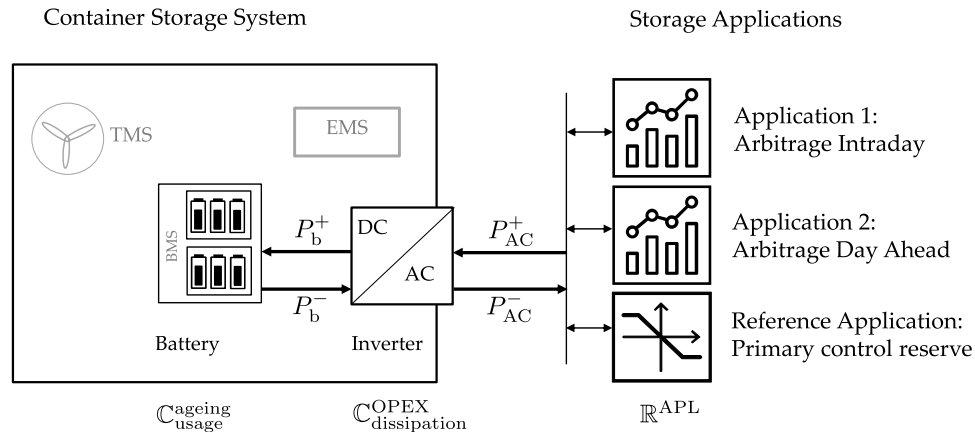 Container Storage System
Storage Applications
TMS
EMS
Application 1:
Arbitrage Intraday
BMS
P_b^+
DC
AC
P_AC^+
Application 2:
Arbitrage Day Ahead
P_b^-
P_AC^-
Battery
Inverter
Reference Application:
Primary control reserve
ℂ_usage^ageing
ℂ_dissipation^OPEX
ℝ^APL